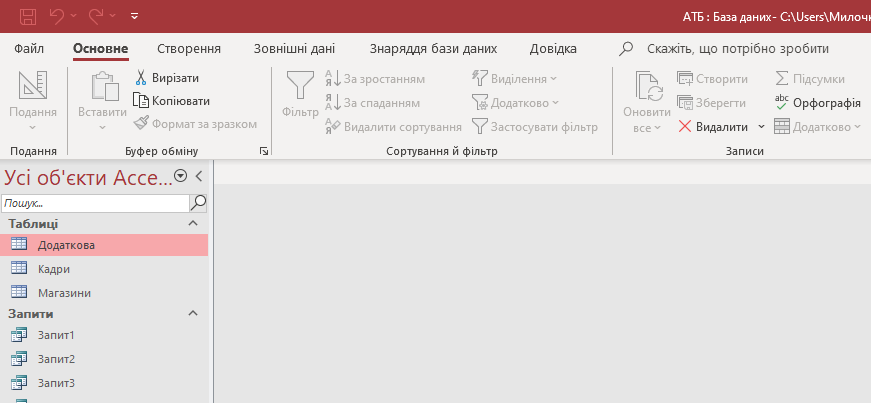 АТБ : База даних- C:\Users\Милочк
Файл Основне Створення Зовнішні дані Знаряддя бази даних Довідка Скажіть, що потрібно зробити
Подання
Вставити
Вирізати
Копіювати
Формат за зразком
Фільтр
За зростанням
За спаданням
Видалити сортування
Виділення
Додатково
Застосувати фільтр
Оновити
все
Створити
Зберегти
Видалити
Підсумки
Орфографія
Додатково
Подання Буфер обміну Сортування й фільтр Записи
Усі об'єкти Acce...
Пошук...
Таблиці
Додаткова
Кадри
Магазини
Запити
Запит1
Запит2
Запит3